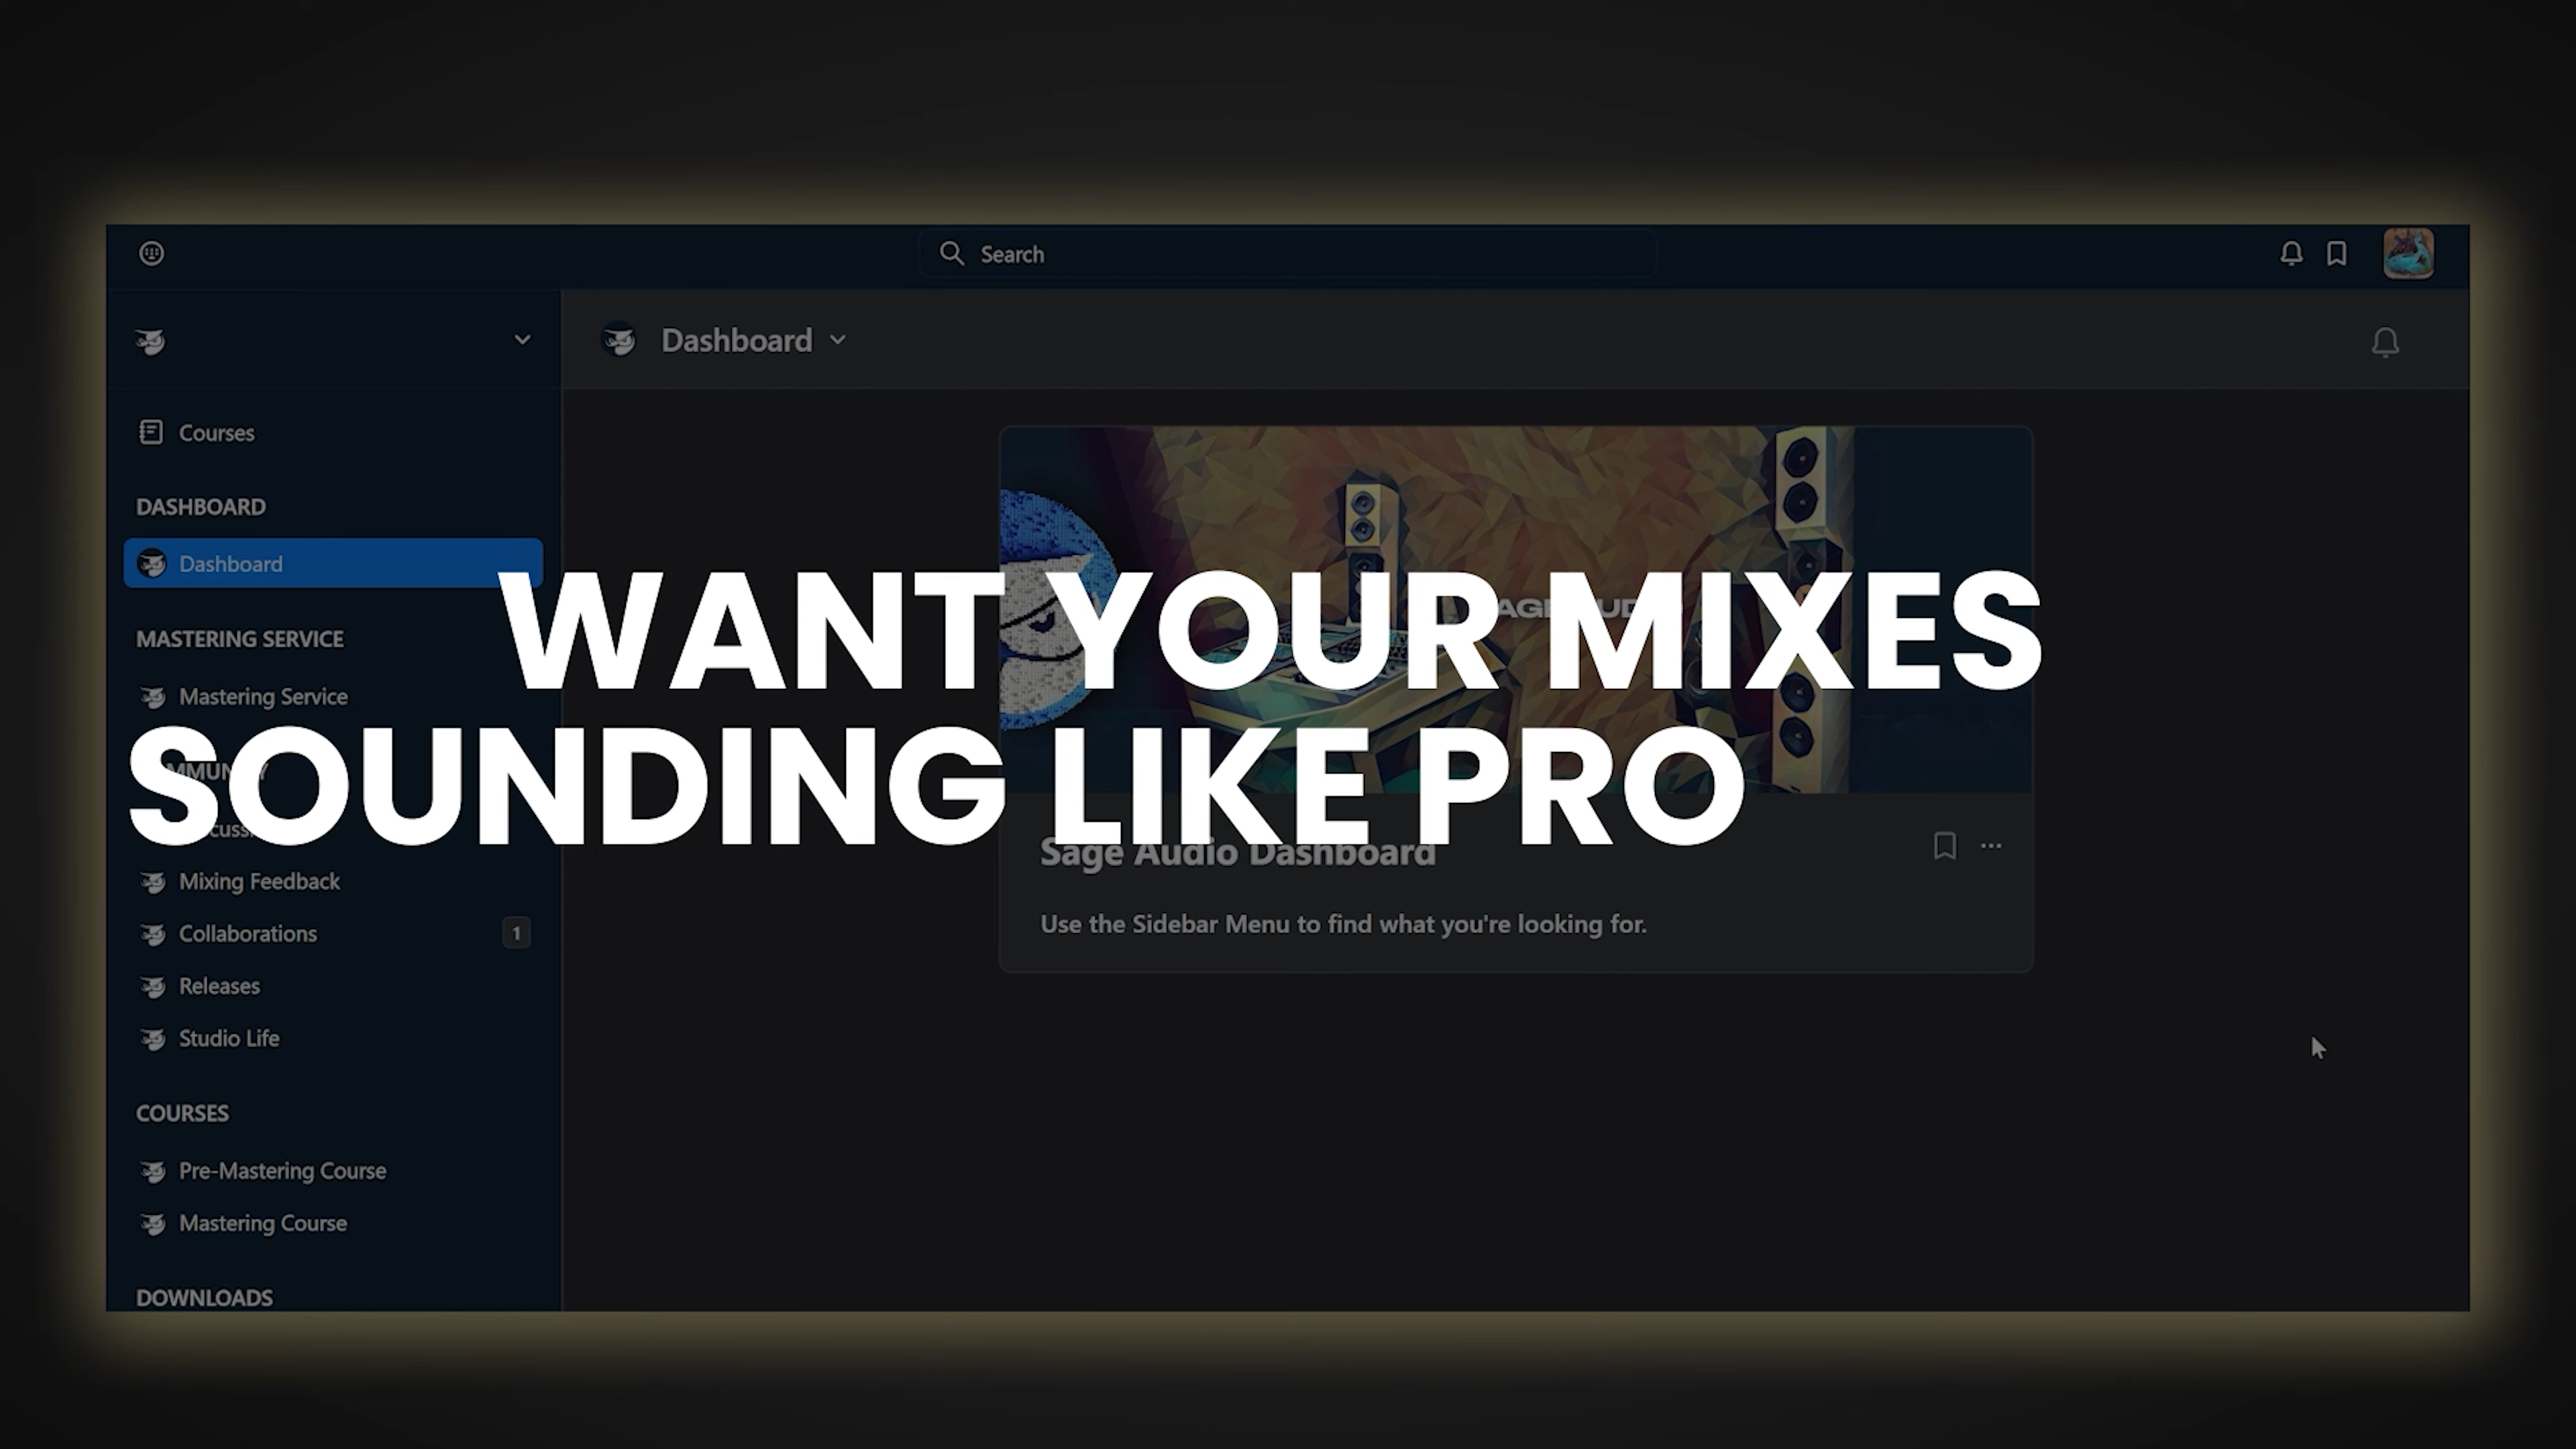 Search
Dashboard
Courses
DASHBOARD
Dashboard
MASTERING SERVICE
Mastering Service
Mixing Feedback
Collaborations 1
Releases
Studio Life
COURSES
Pre-Mastering Course
Mastering Course
DOWNLOADS
WANT YOUR MIXES
SOUNDING LIKE PRO
Sage Audio Dashboard
Use the Sidebar Menu to find what you're looking for.